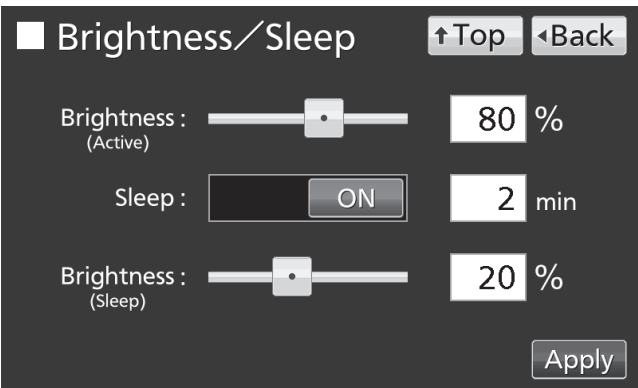 Brightness／Sleep
↑Top
◂Back
Brightness :
(Active)
80 %
Sleep :
ON
2 min
Brightness :
(Sleep)
20 %
Apply